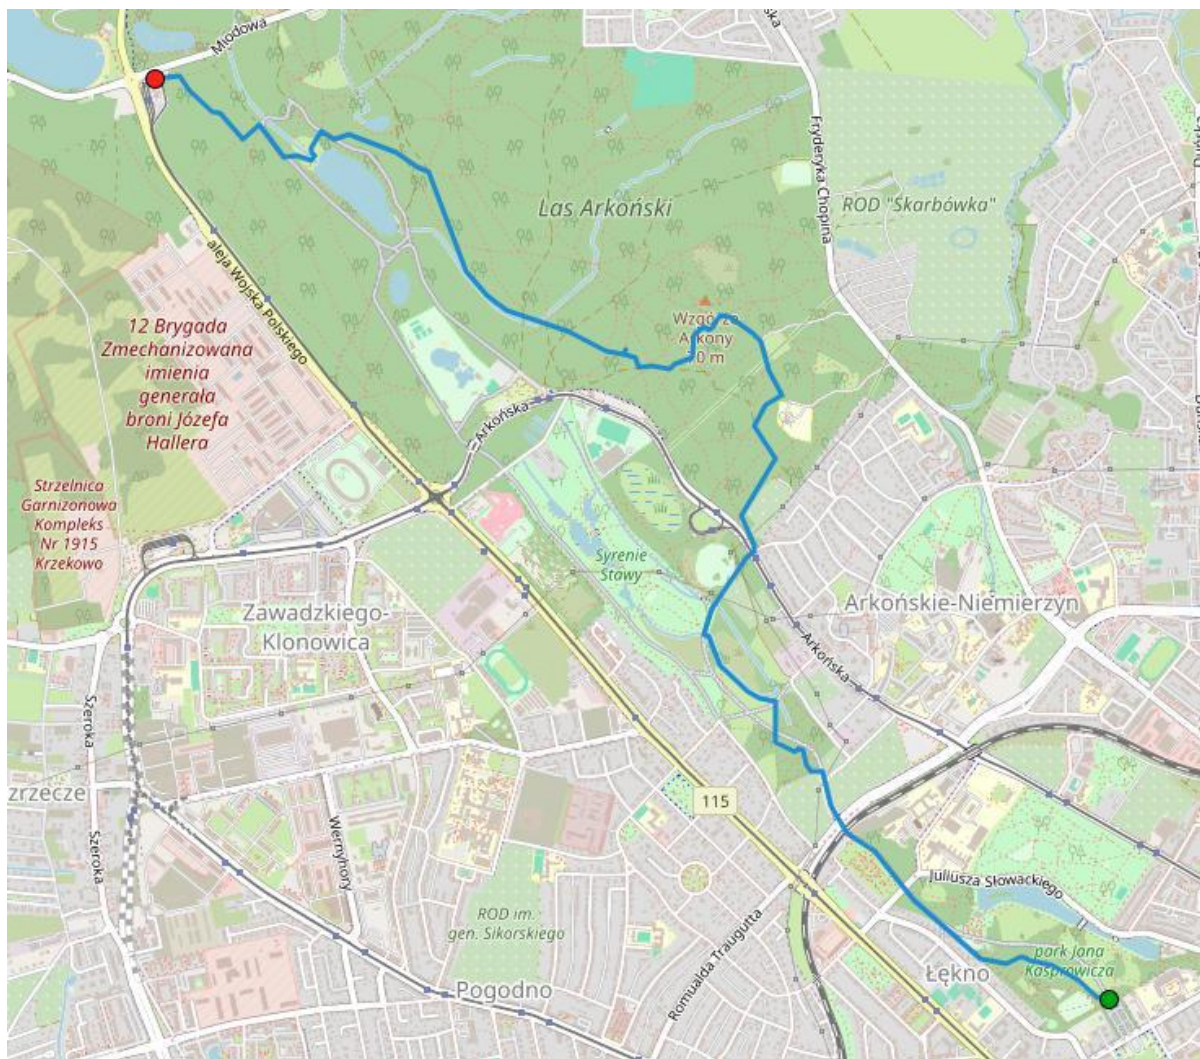 Miodowa
ska
Las Arkoński
Fryderyka Chopina
ROD "Skarbówka"
aleja Wojska Polskiego
12 Brygada
Zmechanizowana
imienia
generała
broni Józefa
Hallera
Arkońska
Strzelnica
Garnizonowa
Kompleks
Nr 1915
Krzekowo
Syrenie
Stawy
Zawadzkiego-
Klonowica
Arkońskie-Niemierzyn
Arkońska
Szeroka
zrzecze
115
Wernyhory
Szeroka
Juliusza Słowackiego
ROD im.
gen. Sikorskiego
Romualda Traugutta
park Jana
Kasprowicza
Łękno
Pogodno